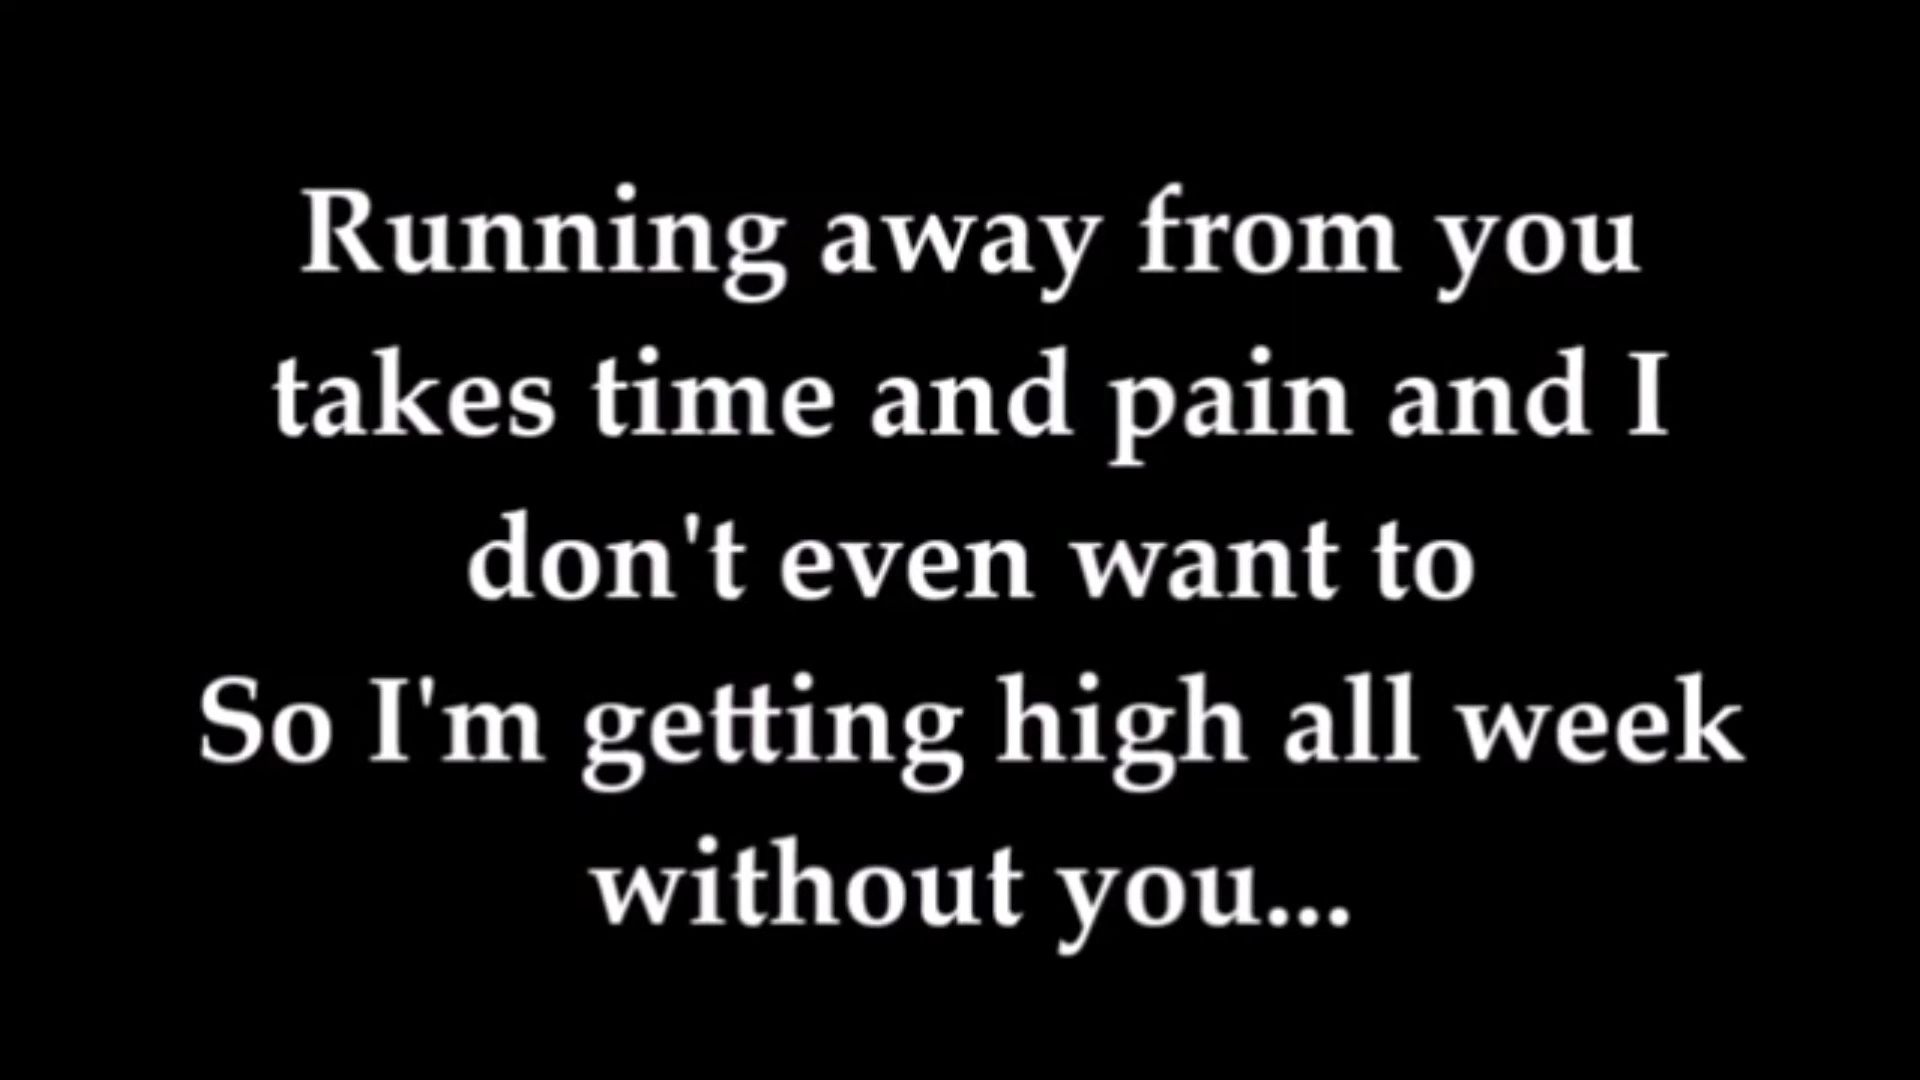 Running away from you
takes time and pain and I
don't even want to
So I'm getting high all week
without you...